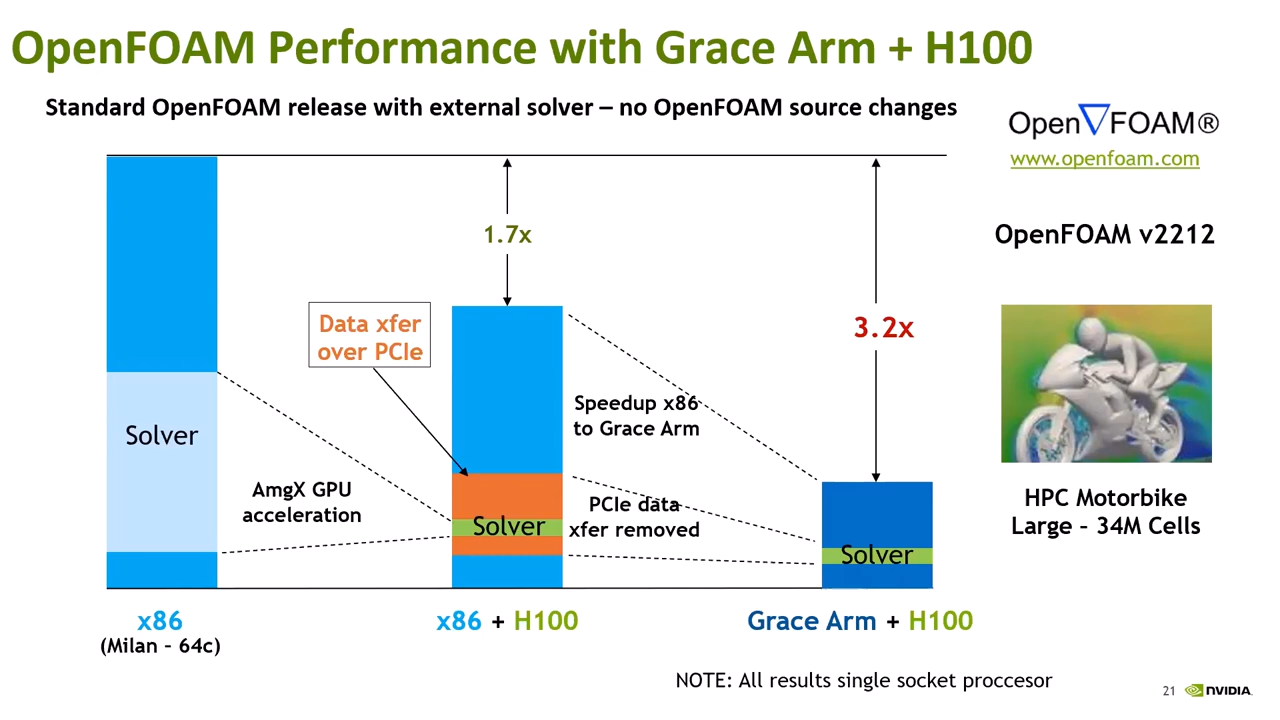 OpenFOAM Performance with Grace Arm + H100
Standard OpenFOAM release with external solver – no OpenFOAM source changes
Open▽FOAM®
www.openfoam.com
OpenFOAM v2212
1.7x
3.2x
Data xfer
over PCIe
Speedup x86
to Grace Arm
Solver
AmgX GPU
acceleration
Solver
PCIe data
xfer removed
Solver
HPC Motorbike
Large – 34M Cells
x86
(Milan – 64c)
x86 + H100
Grace Arm + H100
NOTE: All results single socket proccesor
21
NVIDIA.